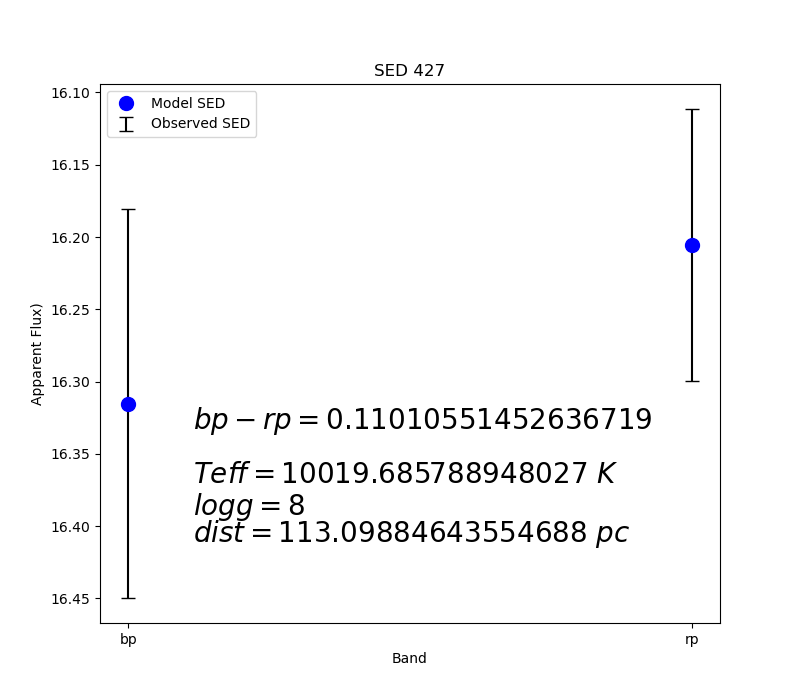 SED 427
Model SED
Observed SED
16.10
16.15
16.20
16.25
16.30
16.35
16.40
16.45
Apparent Flux)
bp − rp = 0.11010551452636719
Teff = 10019.685788948027 K
logg = 8
dist = 113.09884643554688 pc
bp
rp
Band